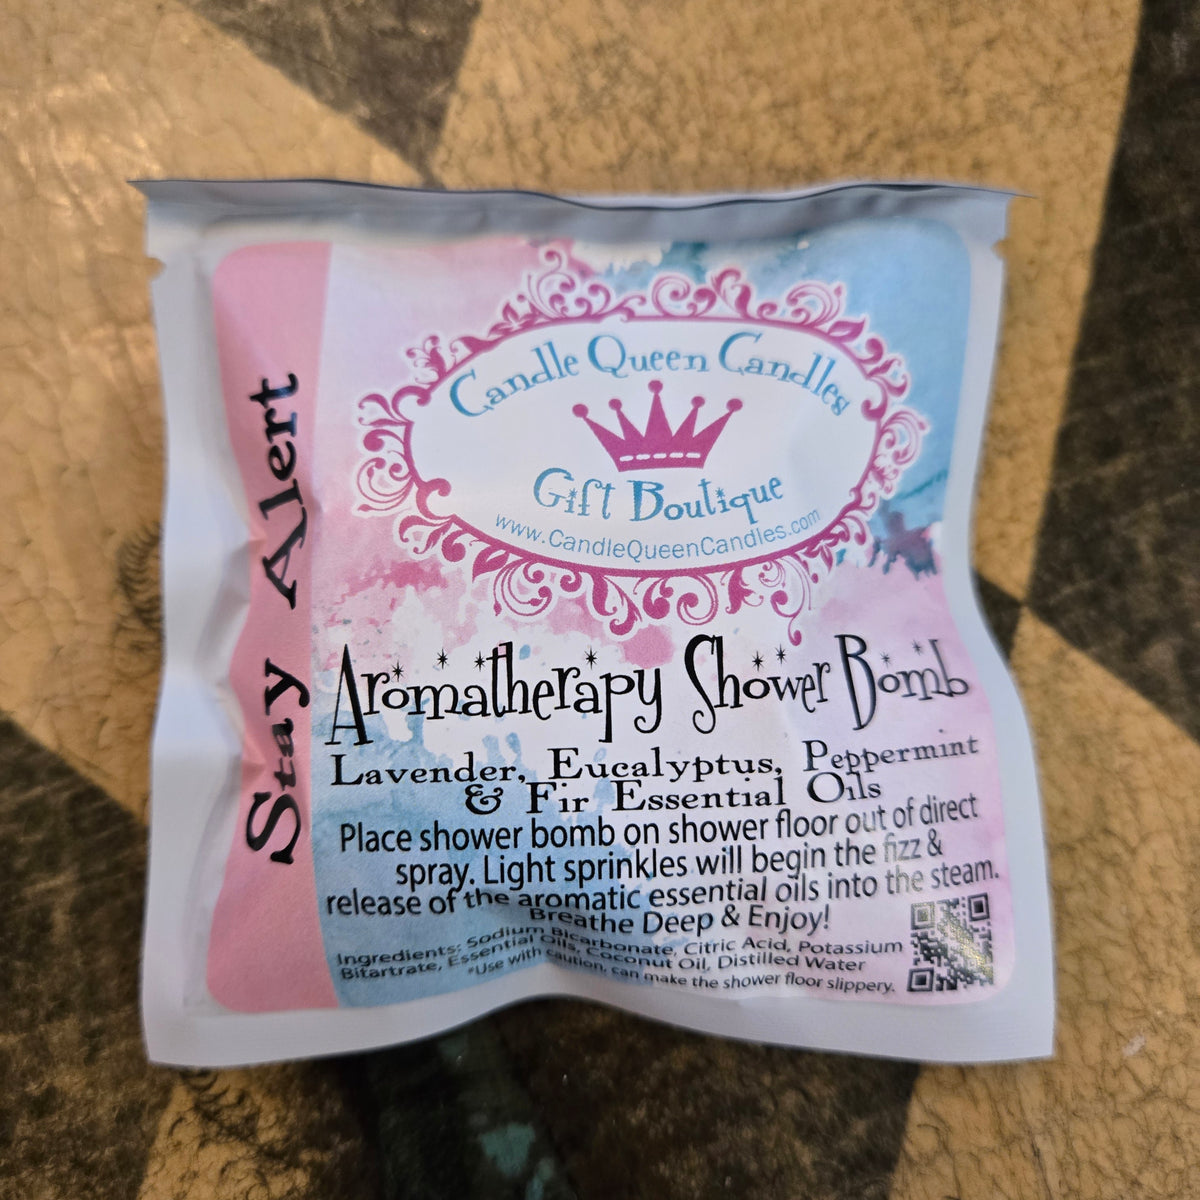 Stay Alert
Candle Queen Candles
Gift Boutique
www.CandleQueenCandles.com
Aromatherapy Shower Bomb
Lavender, Eucalyptus, Peppermint
& Fir Essential Oils
Place shower bomb on shower floor out of direct
spray. Light sprinkles will begin the fizz &
release of the aromatic essential oils into the steam.
Breathe Deep & Enjoy!
Ingredients: Sodium Bicarbonate, Citric Acid, Potassium
Bitartrate, Essential Oils, Coconut Oil, Distilled Water
*Use with caution, can make the shower floor slippery.